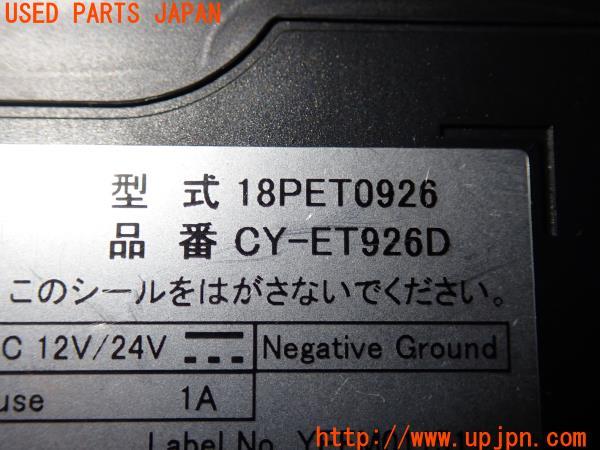 USED PARTS JAPAN
型式 18PET0926
品番 CY-ET926D
このシールをはがさないでください。
C 12V/24V Negative Ground
use 1A
Label No.
http://www.upjpn.com